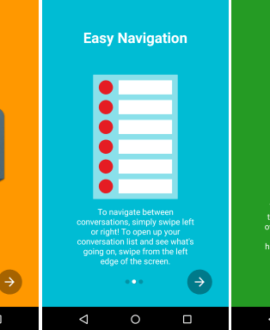 Easy Navigation
To navigate between
conversations, simply swipe left
or right! To open up your
conversation list and see what's
going on, swipe from the left
edge of the screen.